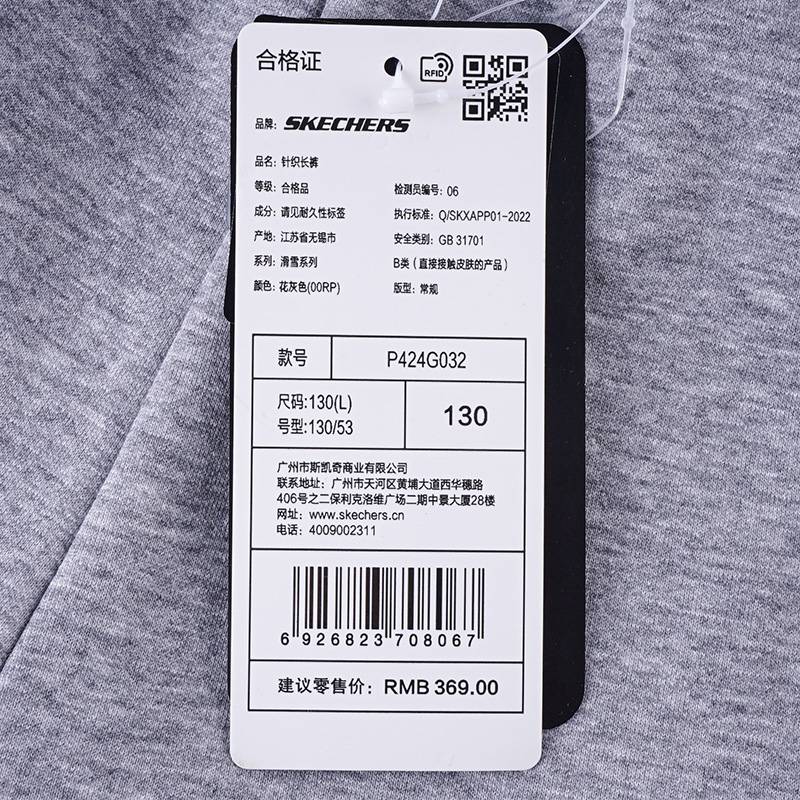 合格证
RFID
品牌: SKECHERS
品名: 针织长裤
等级: 合格品 检测员编号: 06
成分: 请见耐久性标签 执行标准: Q/SKXAPP01-2022
产地: 江苏省无锡市 安全类别: GB 31701
系列: 滑雪系列 B类（直接接触皮肤的产品）
颜色: 花灰色(00RP) 版型: 常规
款号 P424G032
尺码:130(L)
号型:130/53
130
广州市斯凯奇商业有限公司
联系地址: 广州市天河区黄埔大道西华穗路
406号之二保利克洛维广场二期中景大厦28楼
网址: www.skechers.cn
电话: 4009002311
6 926823 708067
建议零售价: RMB 369.00